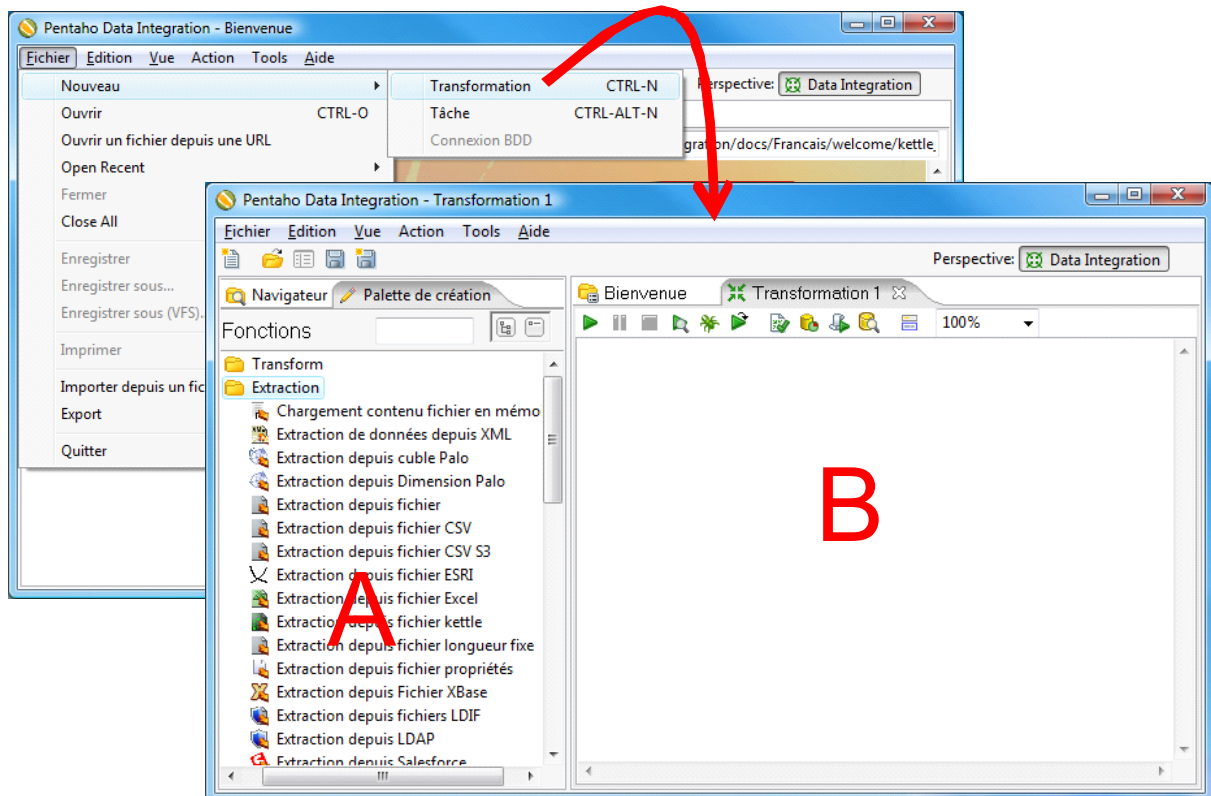 Pentaho Data Integration - Bienvenue
Fichier Edition Vue Action Tools Aide
Nouveau
Ouvrir CTRL-O
Ouvrir un fichier depuis une URL
Open Recent
Fermer
Close All
Enregistrer
Enregistrer sous...
Enregistrer sous (VFS)..
Imprimer
Importer depuis un fic
Export
Quitter
Transformation CTRL-N
Tâche CTRL-ALT-N
Connexion BDD
Perspective: Data Integration
gration/docs/Francais/welcome/kettle_
Pentaho Data Integration - Transformation 1
Fichier Edition Vue Action Tools Aide
Perspective: Data Integration
Navigateur Palette de création
Fonctions
Transform
Extraction
Chargement contenu fichier en mémo
Extraction de données depuis XML
Extraction depuis cuble Palo
Extraction depuis Dimension Palo
Extraction depuis fichier
Extraction depuis fichier CSV
Extraction depuis fichier CSV S3
Extraction depuis fichier ESRI
Extraction depuis fichier Excel
Extraction depuis fichier kettle
Extraction depuis fichier longueur fixe
Extraction depuis fichier propriétés
Extraction depuis Fichier XBase
Extraction depuis fichiers LDIF
Extraction depuis LDAP
Extraction depuis Salesforce
A
Bienvenue Transformation 1
100%
B